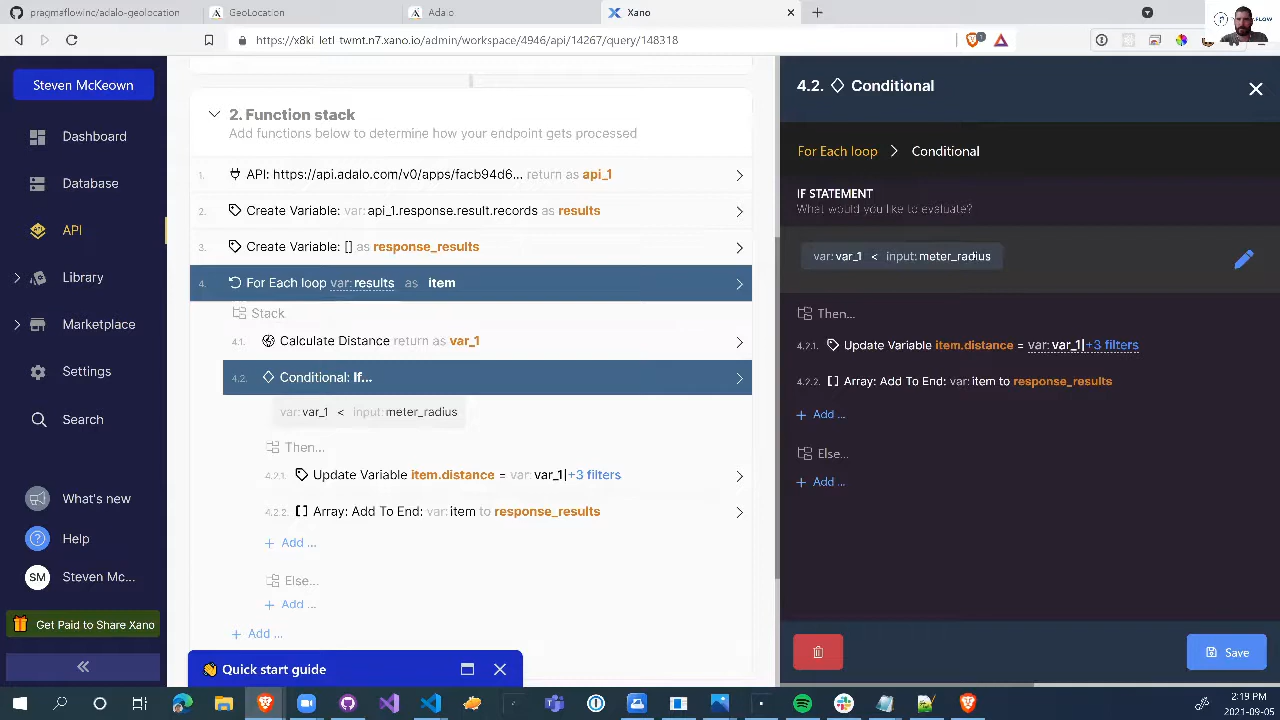 pragmaflowinc/adalo-geolocation
GeoLocation
Adalo
Xano
https://x8ki-letl-twmt.n7.xano.io/admin/workspace/4946/api/14267/query/148318
Steven McKeown
Dashboard
Database
API
Library
Marketplace
Settings
Search
What's new
Help
SM
Steven Mc...
Get Paid to Share Xano
2. Function stack
Add functions below to determine how your endpoint gets processed
1. API: https://api.adalo.com/v0/apps/facb94d6... return as api_1
2. Create Variable: var: api_1.response.result.records as results
3. Create Variable: [] as response_results
4. For Each loop var: results as item
Stack
4.1. Calculate Distance return as var_1
4.2. Conditional: If...
var: var_1 < input: meter_radius
Then...
4.2.1. Update Variable item.distance = var: var_1|+3 filters
4.2.2. [] Array: Add To End: var: item to response_results
+ Add ...
Else...
+ Add ...
+ Add ...
Quick start guide
4.2. Conditional
For Each loop > Conditional
IF STATEMENT
What would you like to evaluate?
var: var_1 < input: meter_radius
Then...
4.2.1. Update Variable item.distance = var: var_1|+3 filters
4.2.2. [] Array: Add To End: var: item to response_results
+ Add ...
Else...
+ Add ...
Save
2:19 PM
2021-09-05